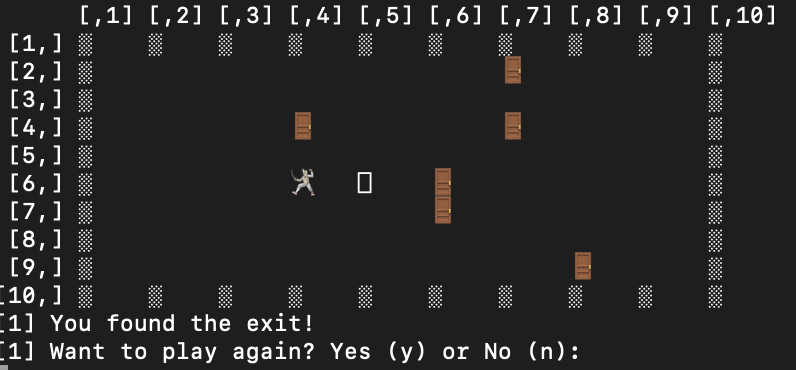 [,1] [,2] [,3] [,4] [,5] [,6] [,7] [,8] [,9] [,10]
[1,] ▒ ▒ ▒ ▒ ▒ ▒ ▒ ▒ ▒ ▒
[2,] ▒ 🚪 ▒
[3,] ▒ ▒
[4,] ▒ 🚪 🚪 ▒
[5,] ▒ ▒
[6,] ▒ 🤺 ▯ 🚪 ▒
[7,] ▒ 🚪 ▒
[8,] ▒ ▒
[9,] ▒ 🚪 ▒
[10,] ▒ ▒ ▒ ▒ ▒ ▒ ▒ ▒ ▒ ▒
[1] You found the exit!
[1] Want to play again? Yes (y) or No (n):